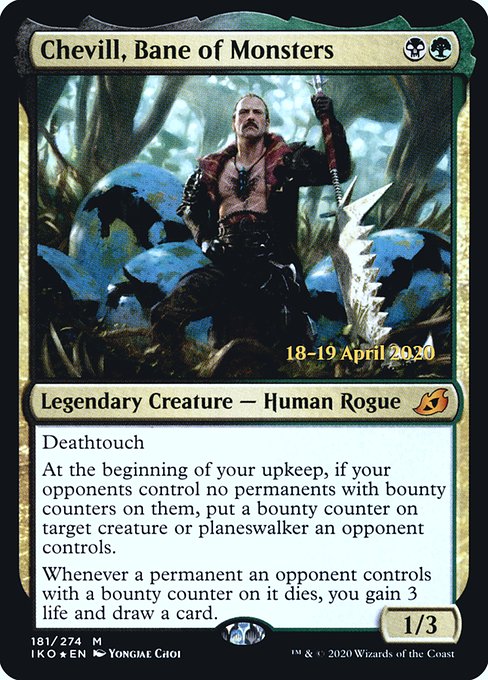 Chevill, Bane of Monsters
18-19 April 2020
Legendary Creature — Human Rogue
Deathtouch
At the beginning of your upkeep, if your
opponents control no permanents with bounty
counters on them, put a bounty counter on
target creature or planeswalker an opponent
controls.
Whenever a permanent an opponent controls
with a bounty counter on it dies, you gain 3
life and draw a card.
1/3
181/274 M
IKO★EN Yongjae Choi
™ & © 2020 Wizards of the Coast